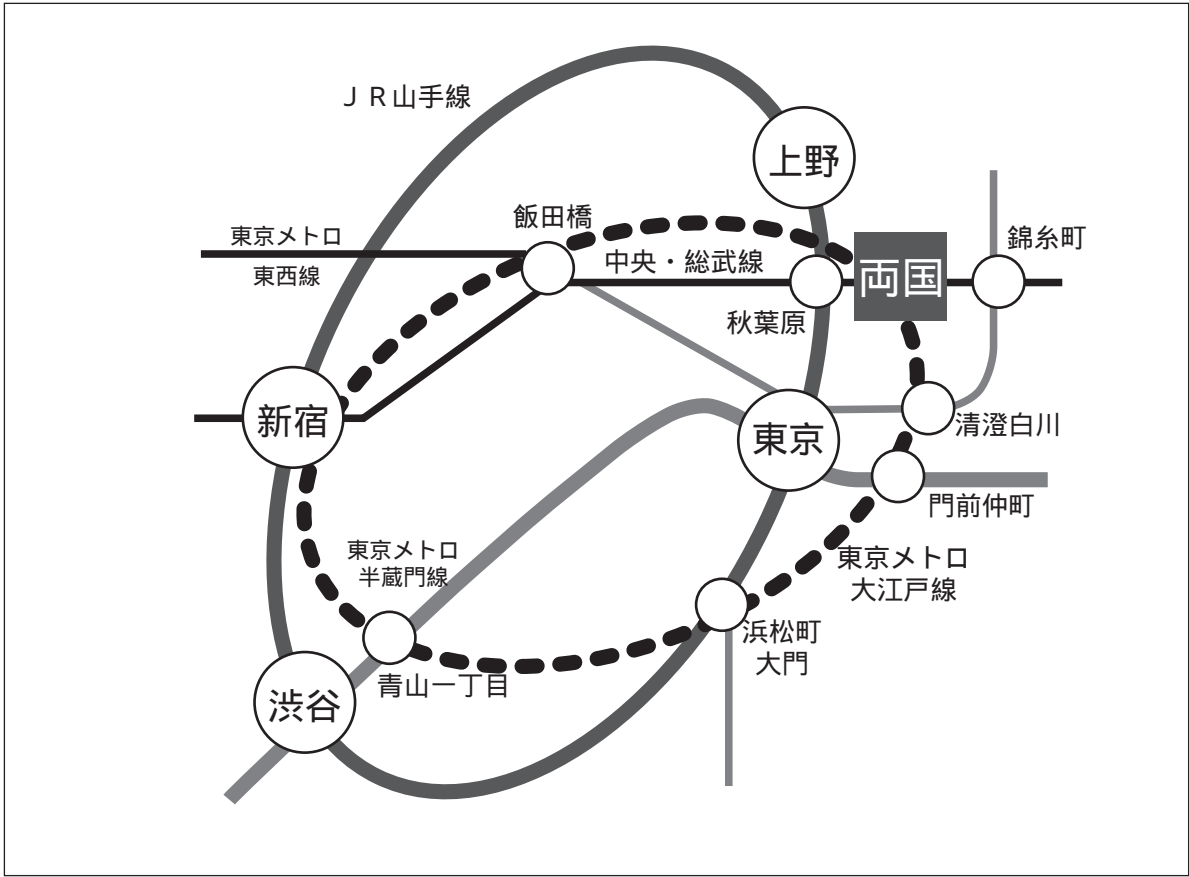 ＪＲ山手線
上野
飯田橋
東京メトロ
東西線
中央・総武線
両国
錦糸町
秋葉原
新宿
東京
清澄白川
門前仲町
東京メトロ
半蔵門線
東京メトロ
大江戸線
浜松町
大門
青山一丁目
渋谷